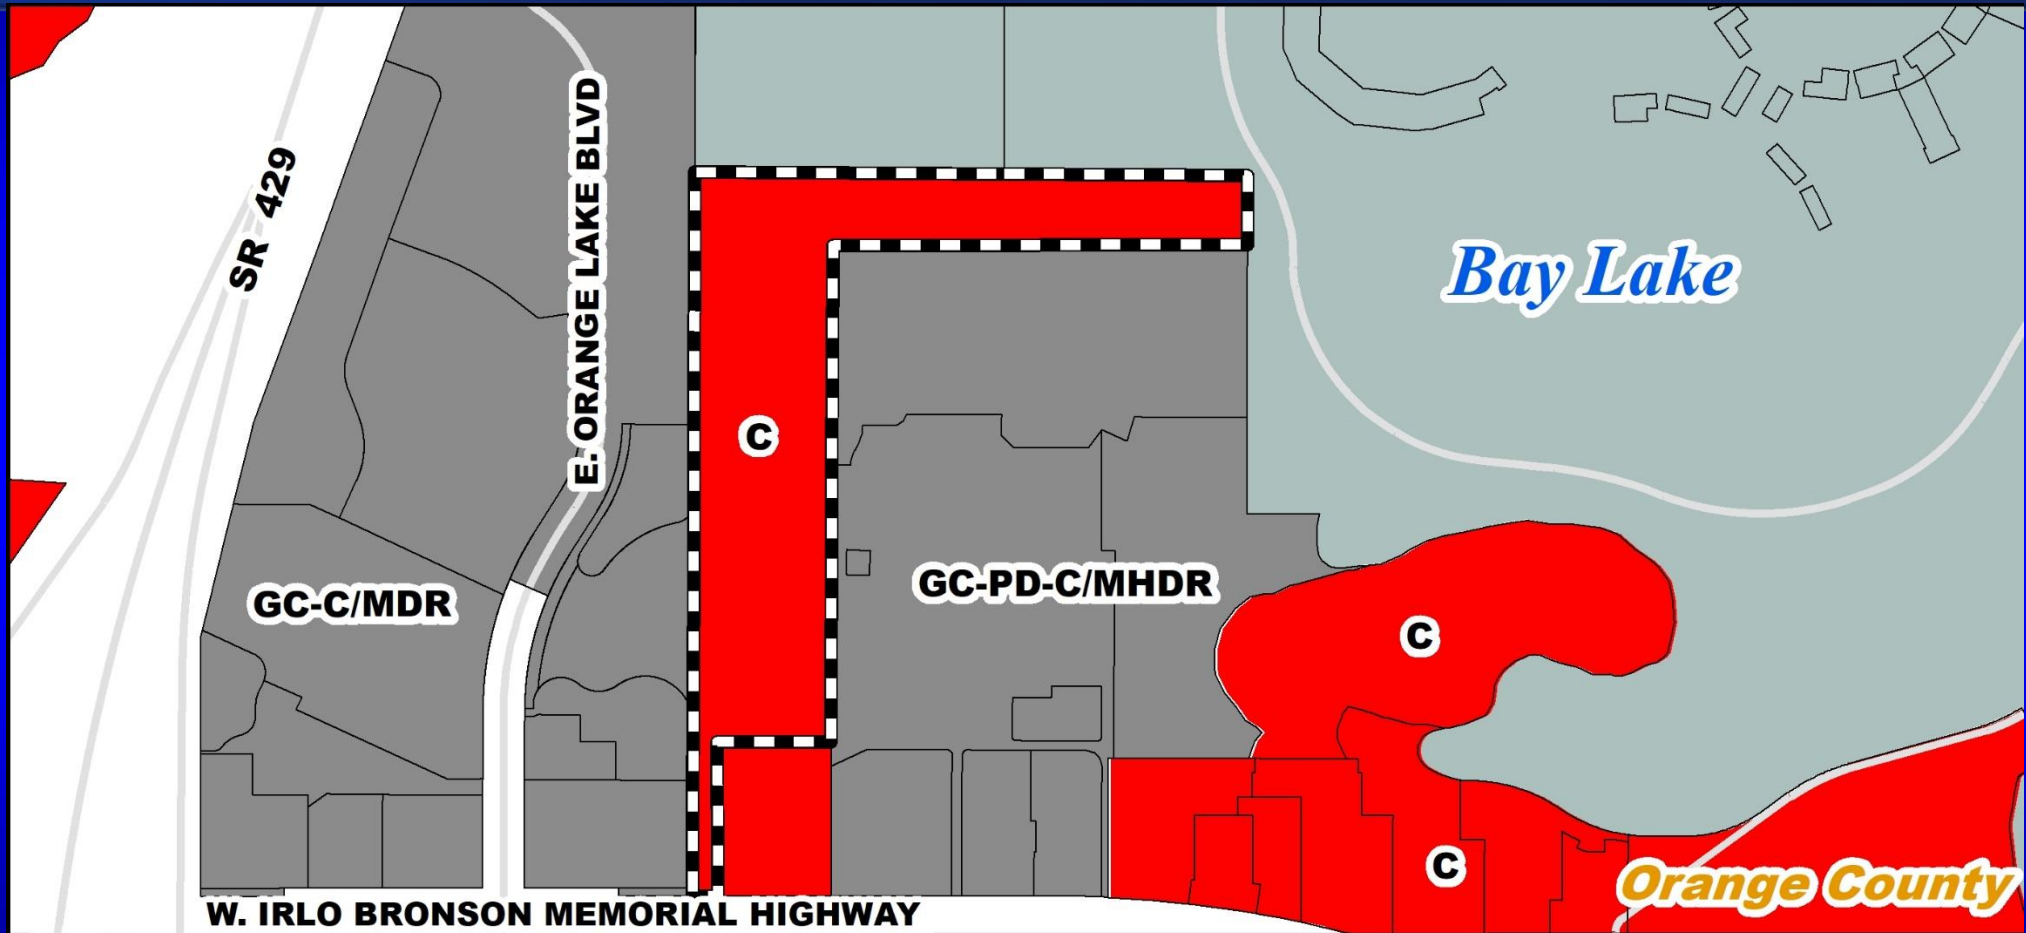 SR 429
E. ORANGE LAKE BLVD
Bay Lake
C
GC-C/MDR
GC-PD-C/MHDR
C
C
Orange County
W. IRLO BRONSON MEMORIAL HIGHWAY